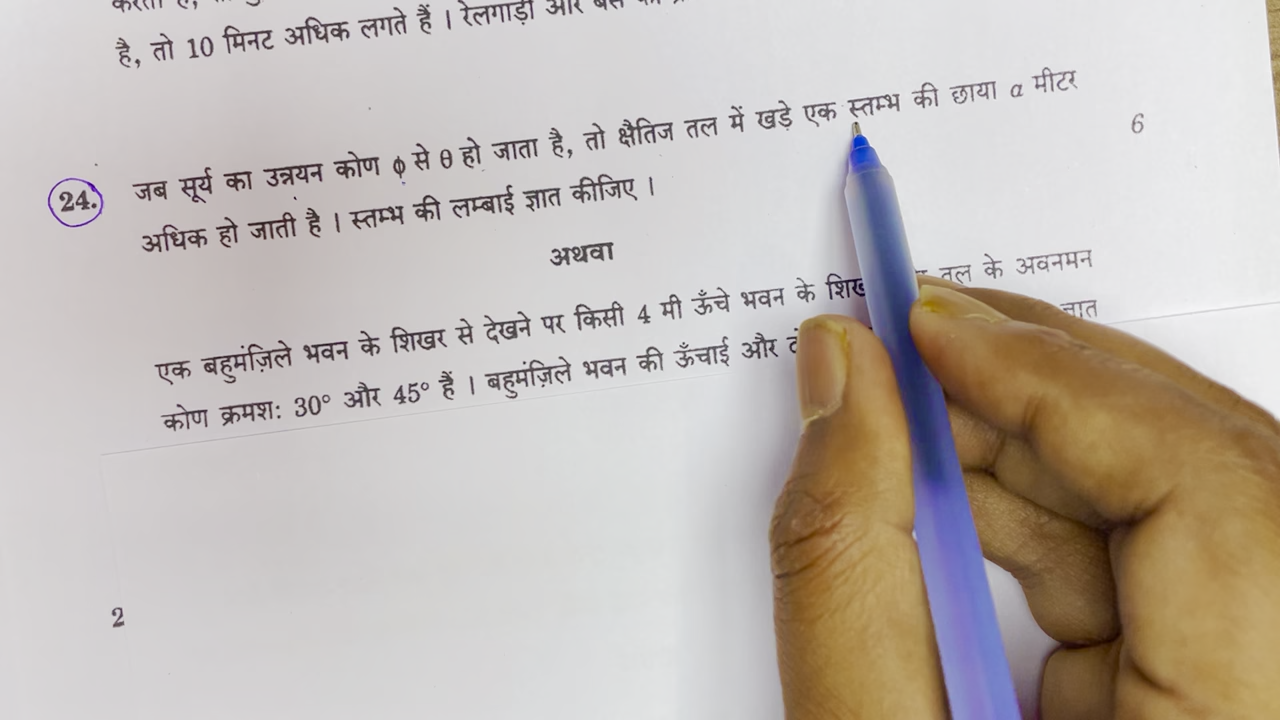 है, तो 10 मिनट अधिक लगते हैं । रेलगाड़ी और
24. जब सूर्य का उन्नयन कोण ϕ से θ हो जाता है, तो क्षैतिज तल में खड़े एक स्तम्भ की छाया a मीटर
6
अधिक हो जाती है । स्तम्भ की लम्बाई ज्ञात कीजिए ।
अथवा
एक बहुमंज़िले भवन के शिखर से देखने पर किसी 4 मी ऊँचे भवन के तल के अवनमन
कोण क्रमश: 30° और 45° हैं । बहुमंज़िले भवन की ऊँचाई और
2